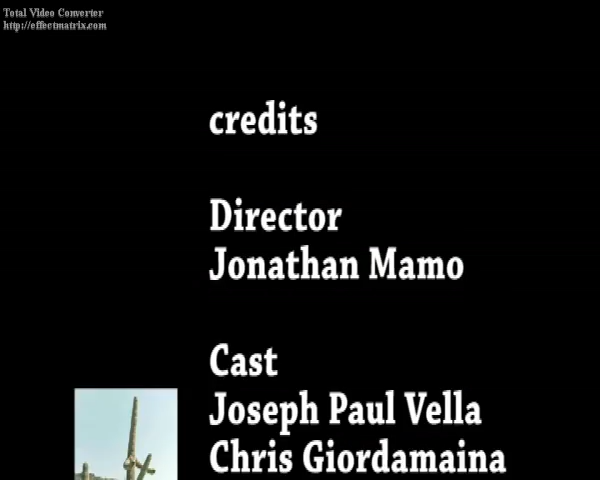 Total Video Converter
http://effectmatrix.com
credits
Director
Jonathan Mamo
Cast
Joseph Paul Vella
Chris Giordamaina